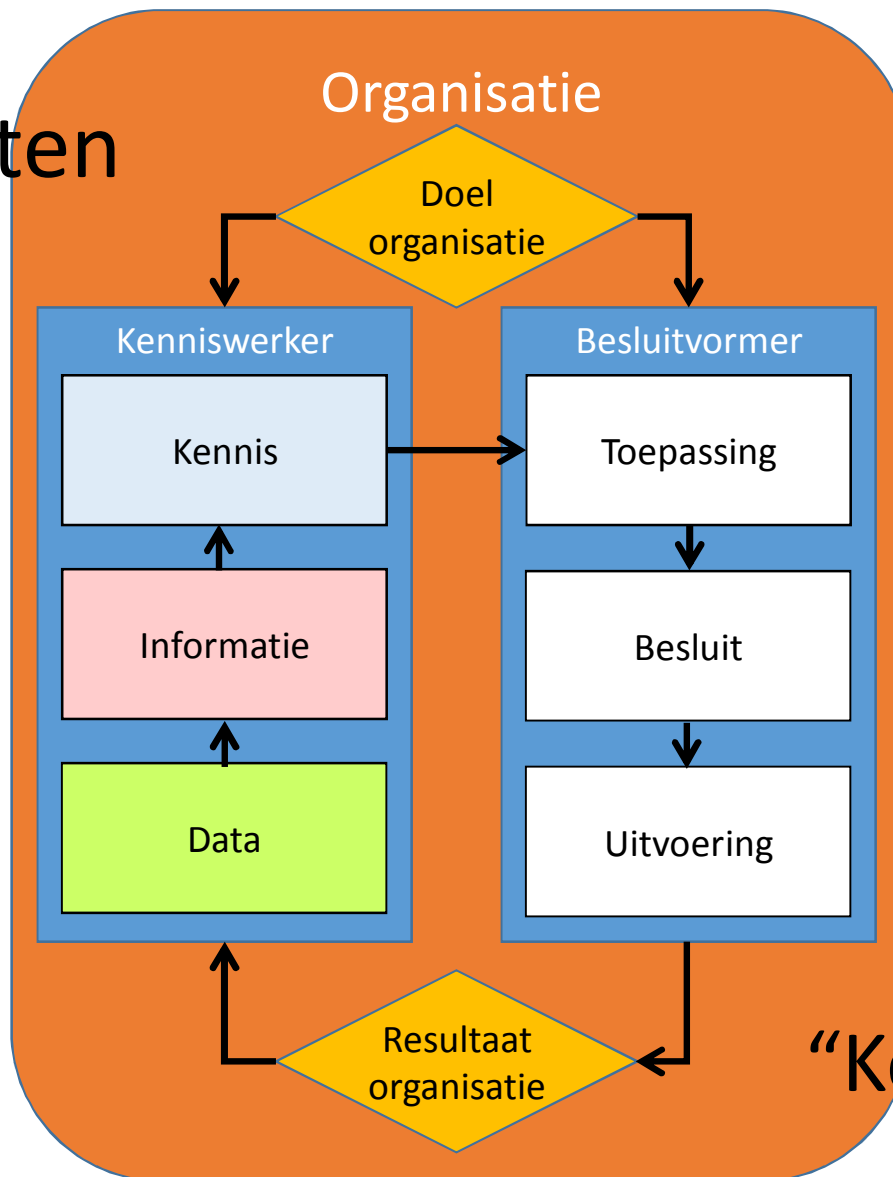 Organisatie
ten
Doel
organisatie
Kenniswerker
Besluitvormer
Kennis
Toepassing
Informatie
Besluit
Data
Uitvoering
Resultaat
organisatie
“K